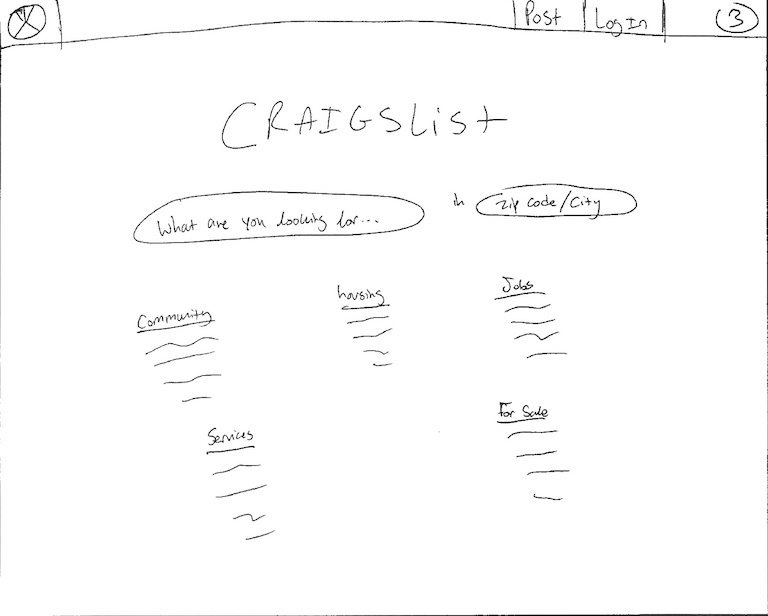 Post Log In 3
CRAIGSList
What are you looking for... in zip code/City
Community housing Jobs
Services For Sale